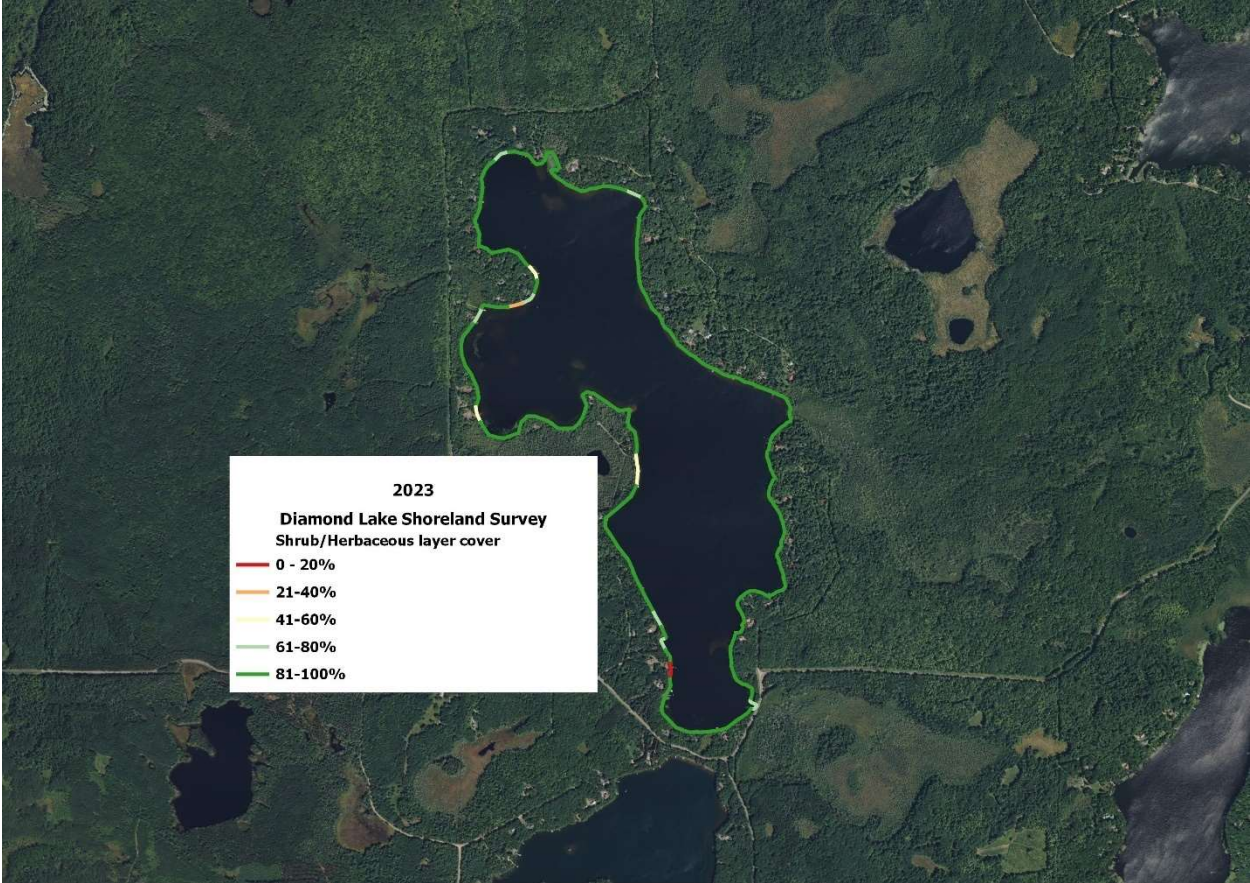 2023
Diamond Lake Shoreland Survey
Shrub/Herbaceous layer cover
0 - 20%
21-40%
41-60%
61-80%
81-100%